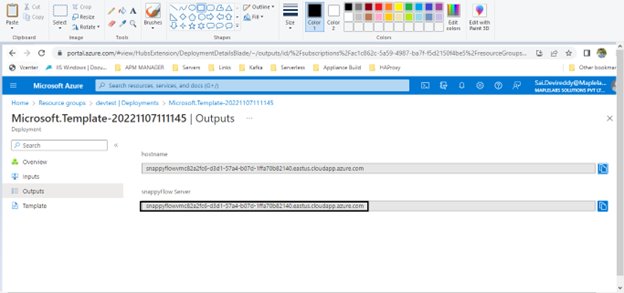 Paste
Cut
Copy
Clipboard
Select
Crop
Resize
Rotate
Image
Tools
Brushes
Shapes
Outline
Fill
Size
Color 1
Color 2
Colors
Edit colors
Edit with Paint 3D
portal.azure.com/#view/HubsExtension/DeploymentDetailsBlade/~/outputs/id/%2Fsubscriptions%2Fac1c862c-5a59-4987-ba7f-f5d2150f4be5%2FresourceGroups...
Vcenter
IIS Windows | Docu...
APM MANAGER
Servers
Links
Kafka
Serverless
Appliance Build
HAProxy
Other bookmar
Microsoft Azure
Search resources, services, and docs (G+/)
Sai.Devireddy@Maplela...
MAPLELABS SOLUTIONS PVT LT...
Home > Resource groups > devtest | Deployments > Microsoft.Template-20221107111145
Microsoft.Template-20221107111145 | Outputs ...
Deployment
Search
Overview
Inputs
Outputs
Template
hostname
snappyflowvmc82a2fc6-d3d1-57a4-b07d-1ffa70b82140.eastus.cloudapp.azure.com
snappyFlow Server
snappyflowvmc82a2fc6-d3d1-57a4-b07d-1ffa70b82140.eastus.cloudapp.azure.com